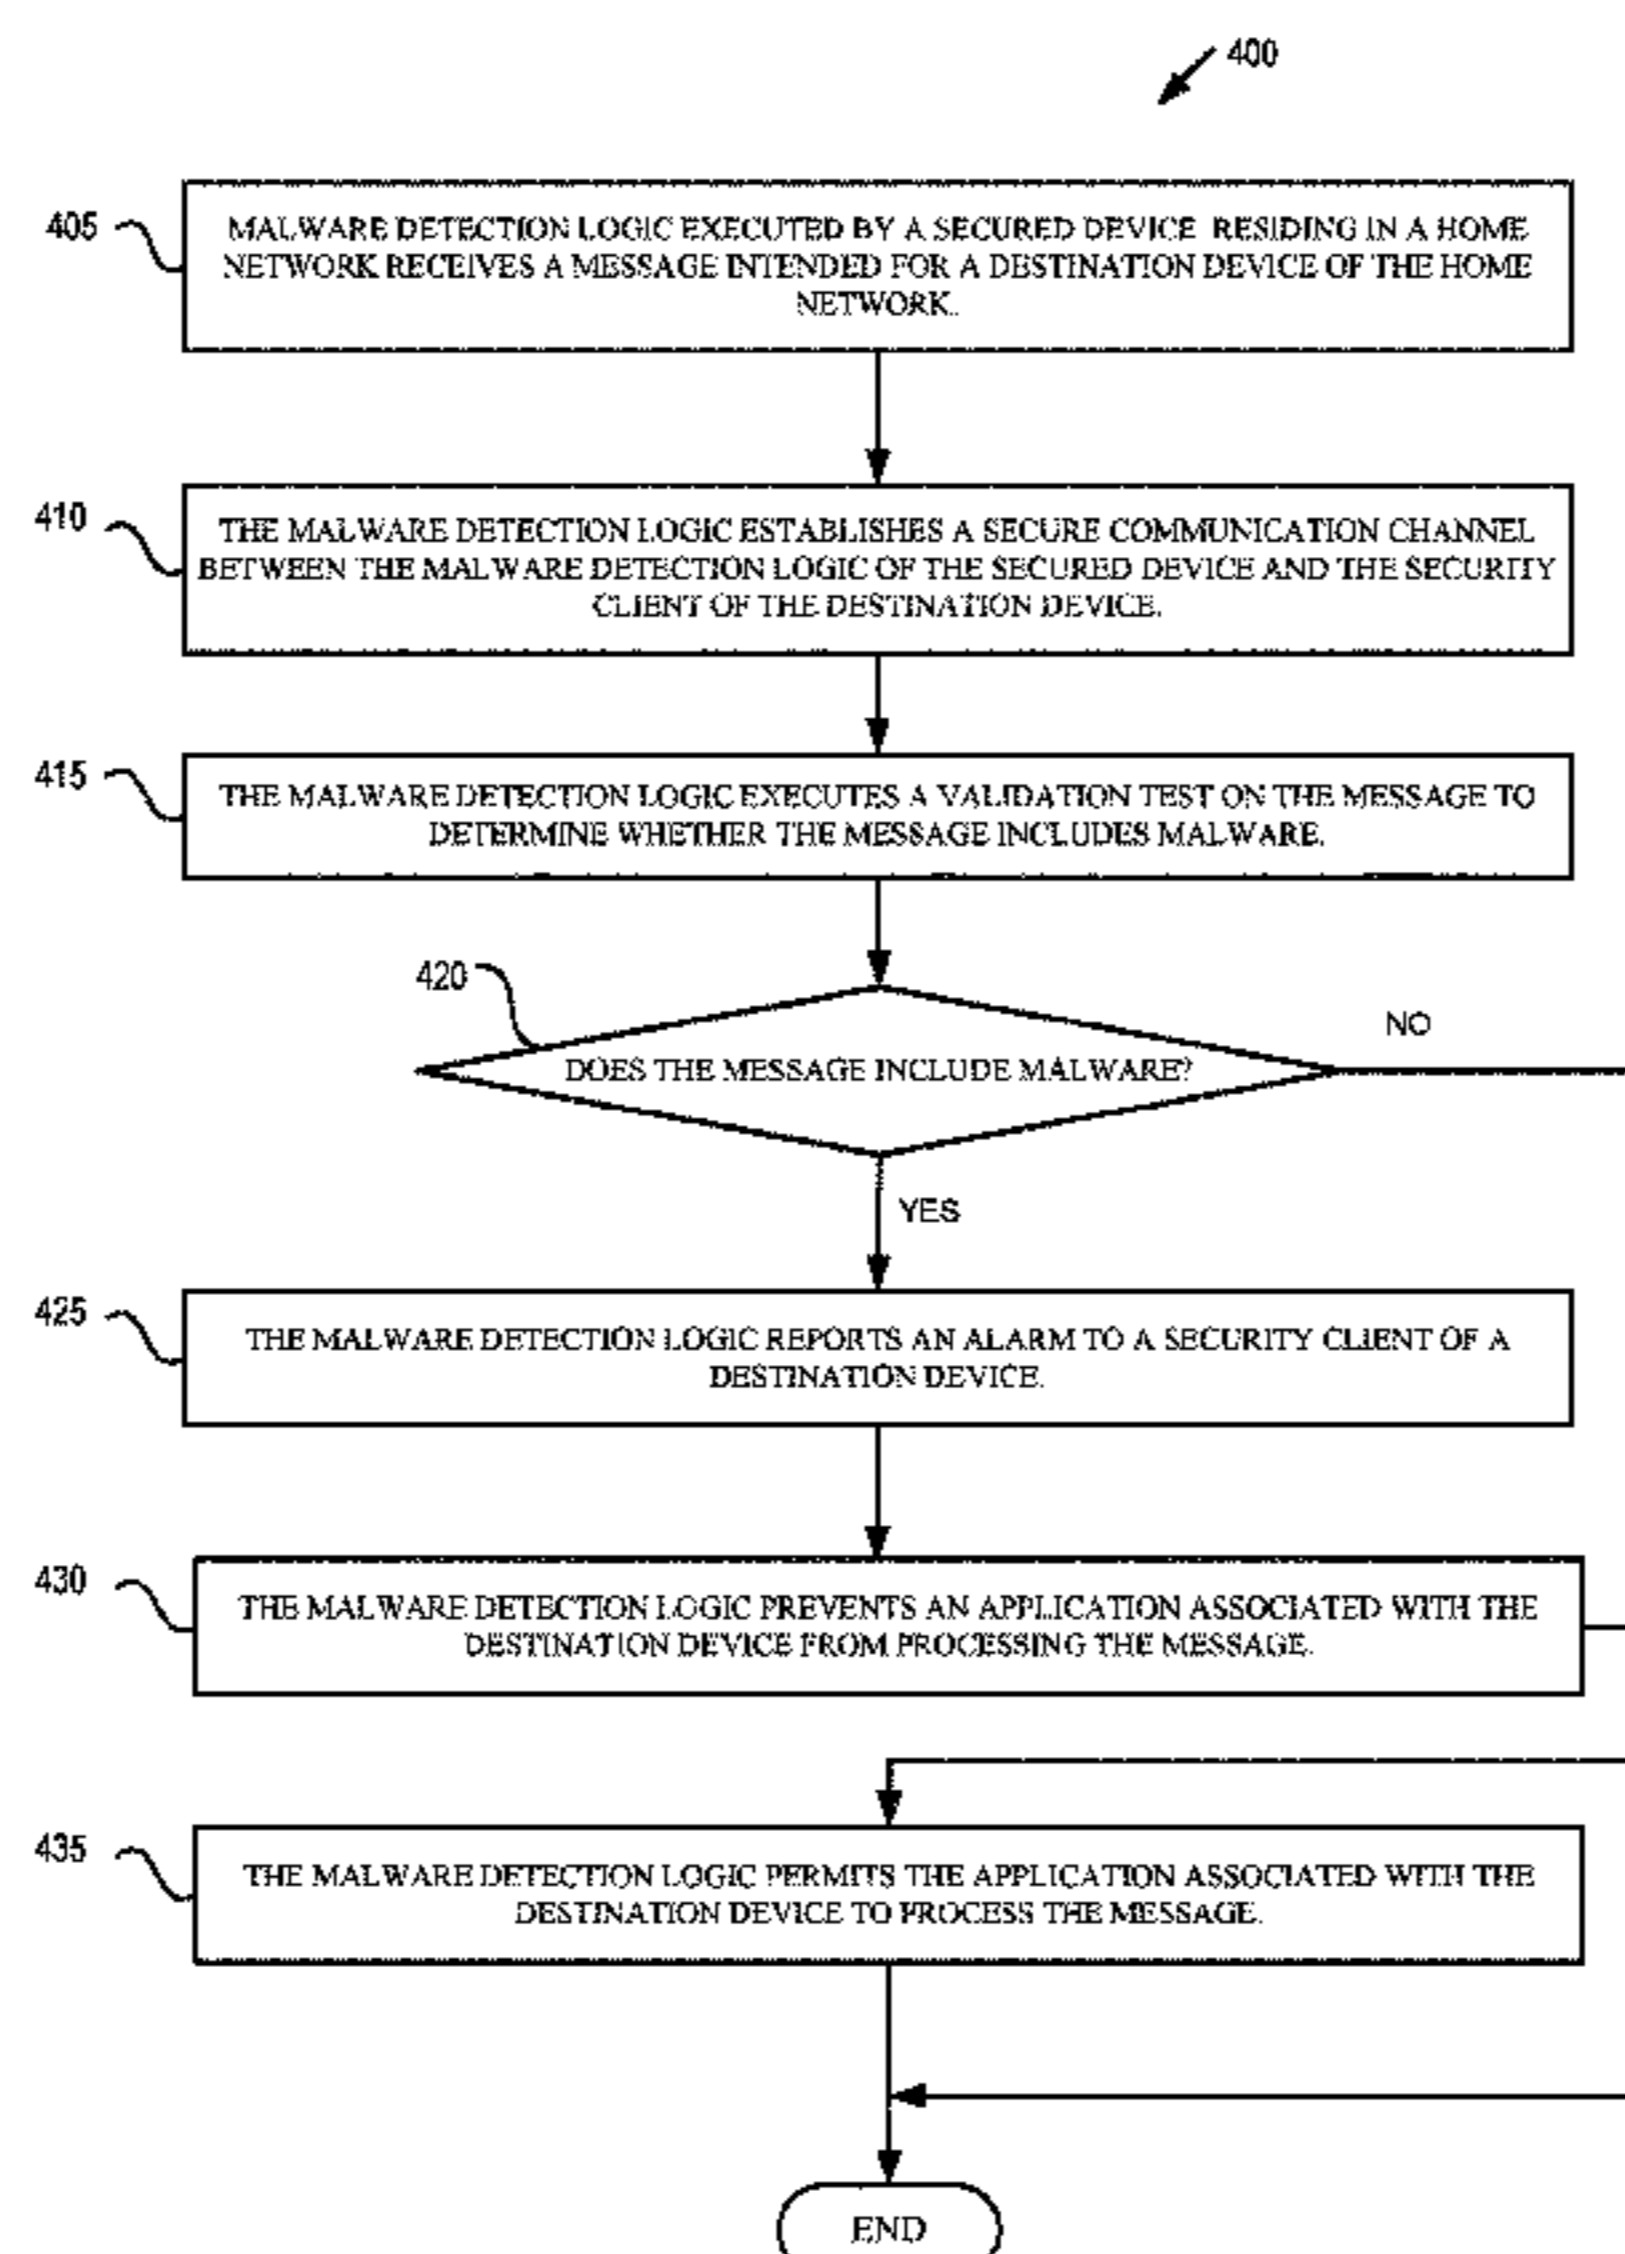 400
405
MALWARE DETECTION LOGIC EXECUTED BY A SECURED DEVICE RESIDING IN A HOME
NETWORK RECEIVES A MESSAGE INTENDED FOR A DESTINATION DEVICE OF THE HOME
NETWORK.
410
THE MALWARE DETECTION LOGIC ESTABLISHES A SECURE COMMUNICATION CHANNEL
BETWEEN THE MALWARE DETECTION LOGIC OF THE SECURED DEVICE AND THE SECURITY
CLIENT OF THE DESTINATION DEVICE.
415
THE MALWARE DETECTION LOGIC EXECUTES A VALIDATION TEST ON THE MESSAGE TO
DETERMINE WHETHER THE MESSAGE INCLUDES MALWARE.
420
DOES THE MESSAGE INCLUDE MALWARE?
NO
YES
425
THE MALWARE DETECTION LOGIC REPORTS AN ALARM TO A SECURITY CLIENT OF A
DESTINATION DEVICE.
430
THE MALWARE DETECTION LOGIC PREVENTS AN APPLICATION ASSOCIATED WITH THE
DESTINATION DEVICE FROM PROCESSING THE MESSAGE.
435
THE MALWARE DETECTION LOGIC PERMITS THE APPLICATION ASSOCIATED WITH THE
DESTINATION DEVICE TO PROCESS THE MESSAGE.
END